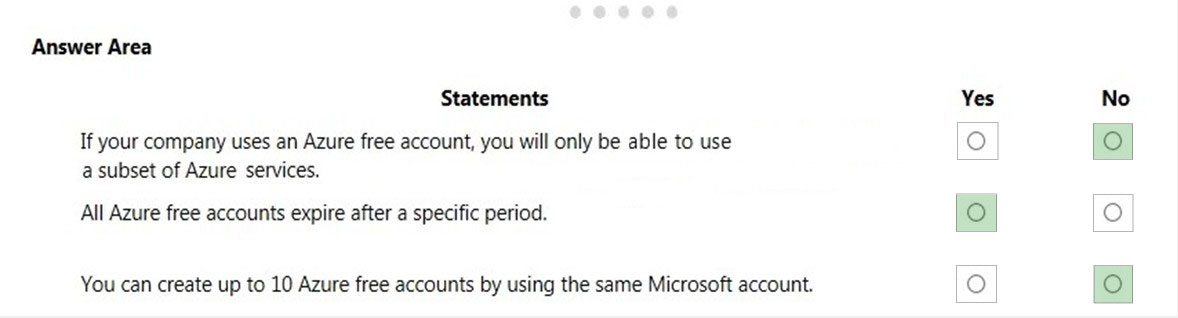 Answer Area
Statements Yes No
If your company uses an Azure free account, you will only be able to use
a subset of Azure services.
All Azure free accounts expire after a specific period.
You can create up to 10 Azure free accounts by using the same Microsoft account.